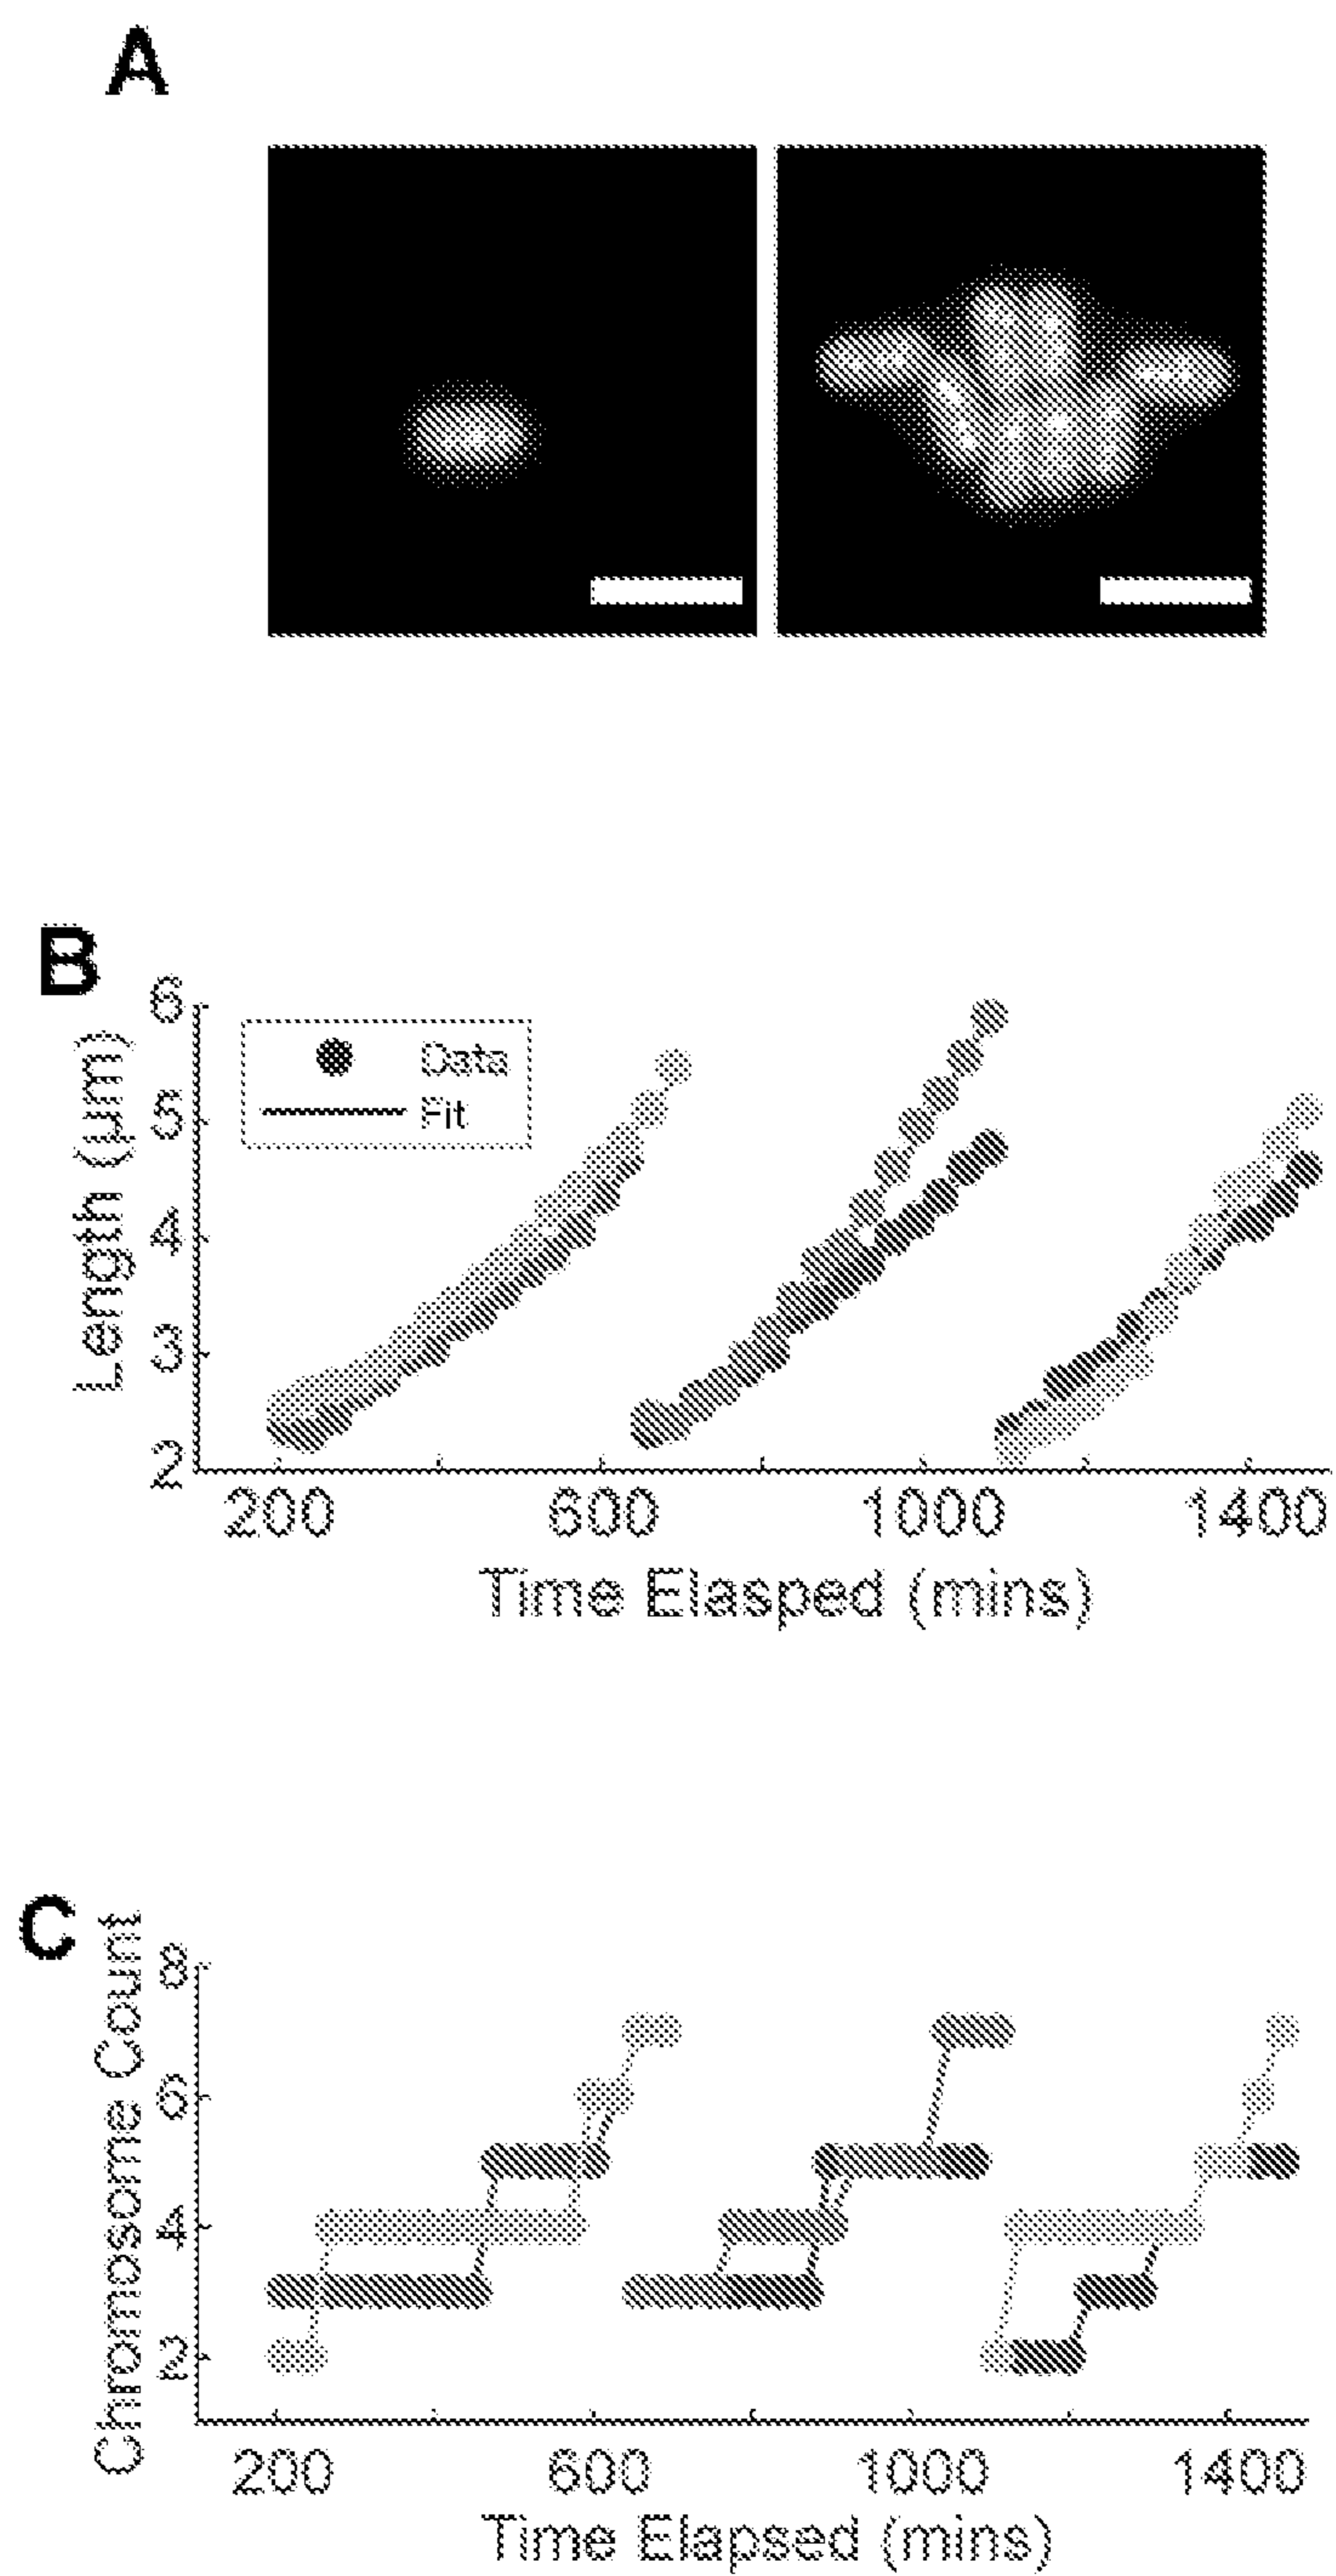 A
B
6
5
4
3
2
Length (μm)
Data
Fit
200 600 1000 1400
Time Elasped (mins)
C
8
6
4
2
Chromosome Count
200 600 1000 1400
Time Elapsed (mins)